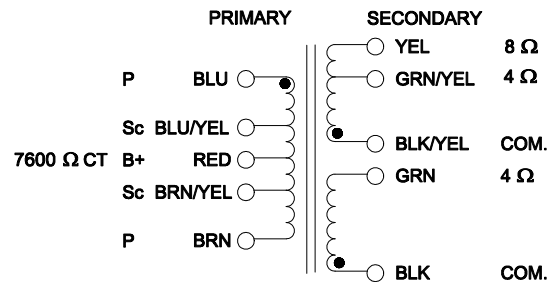 PRIMARY SECONDARY
YEL 8 Ω
P BLU GRN/YEL 4 Ω
Sc BLU/YEL
BLK/YEL COM.
7600 Ω CT B+ RED
GRN 4 Ω
Sc BRN/YEL
P BRN
BLK COM.